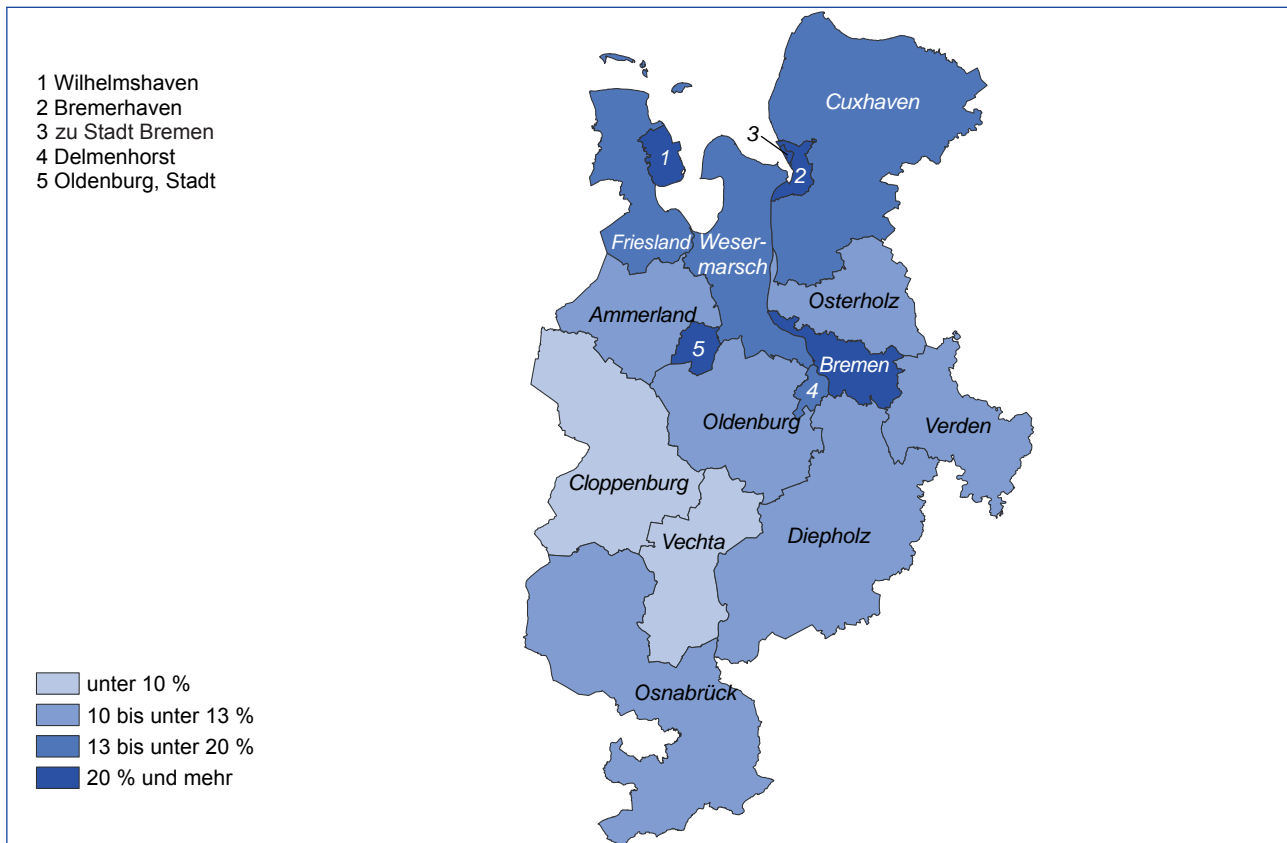 1 Wilhelmshaven
2 Bremerhaven
3 zu Stadt Bremen
4 Delmenhorst
5 Oldenburg, Stadt
Cuxhaven
3
1
2
Friesland
Weser-
marsch
Osterholz
Ammerland
5
Bremen
4
Oldenburg
Verden
Cloppenburg
Vechta
Diepholz
Osnabrück
unter 10 %
10 bis unter 13 %
13 bis unter 20 %
20 % und mehr